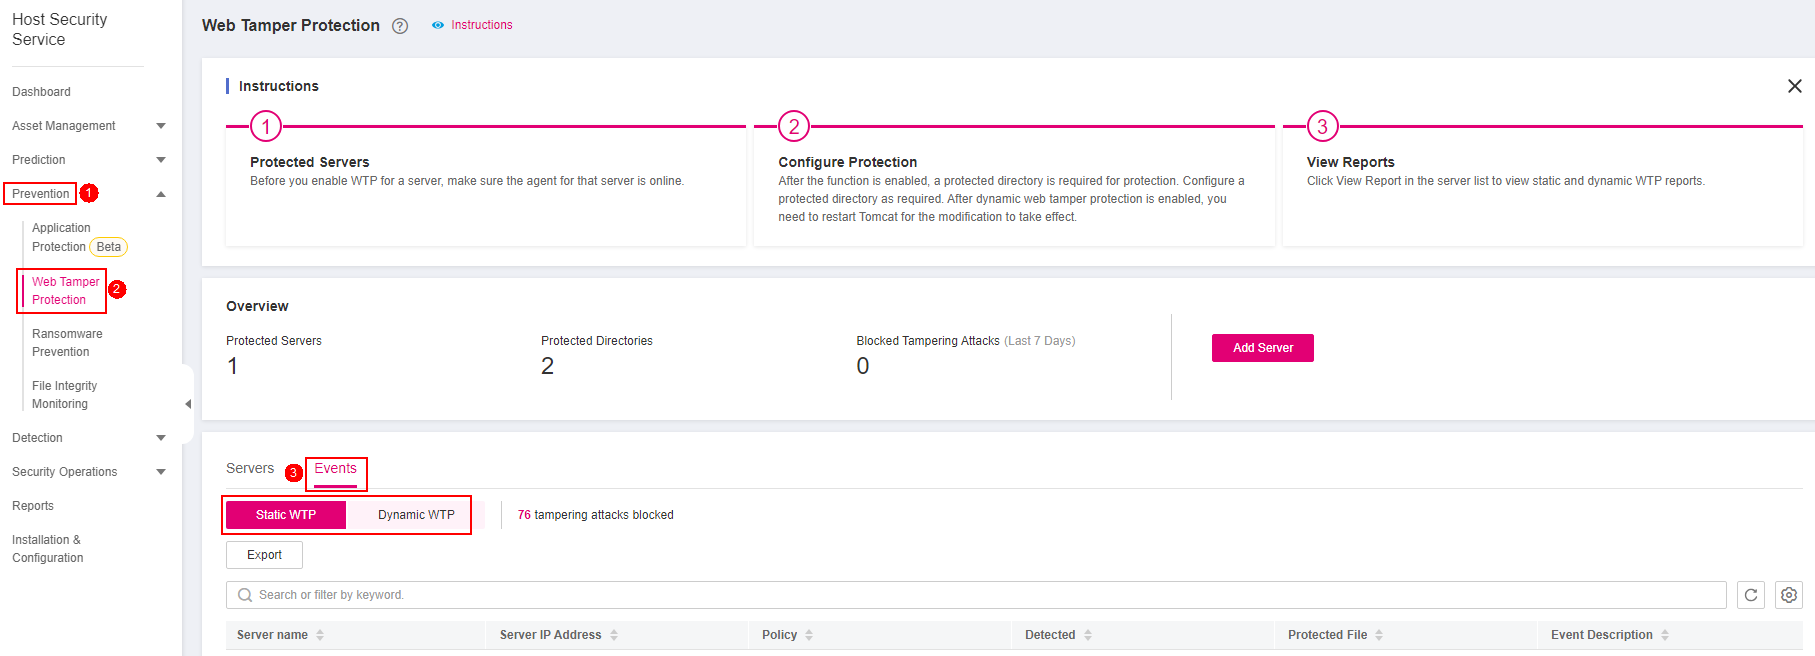 Host Security
Service
Dashboard
Asset Management
Prediction
Prevention 1
Application
Protection Beta
Web Tamper
Protection
2
Ransomware
Prevention
File Integrity
Monitoring
Detection
Security Operations
Reports
Installation &
Configuration
Web Tamper Protection ? Instructions
Instructions
1
Protected Servers
Before you enable WTP for a server, make sure the agent for that server is online.
2
Configure Protection
After the function is enabled, a protected directory is required for protection. Configure a
protected directory as required. After dynamic web tamper protection is enabled, you
need to restart Tomcat for the modification to take effect.
3
View Reports
Click View Report in the server list to view static and dynamic WTP reports.
Overview
Protected Servers
1
Protected Directories
2
Blocked Tampering Attacks (Last 7 Days)
0
Add Server
Servers 3 Events
Static WTP Dynamic WTP 76 tampering attacks blocked
Export
Search or filter by keyword.
Server name Server IP Address Policy Detected Protected File Event Description